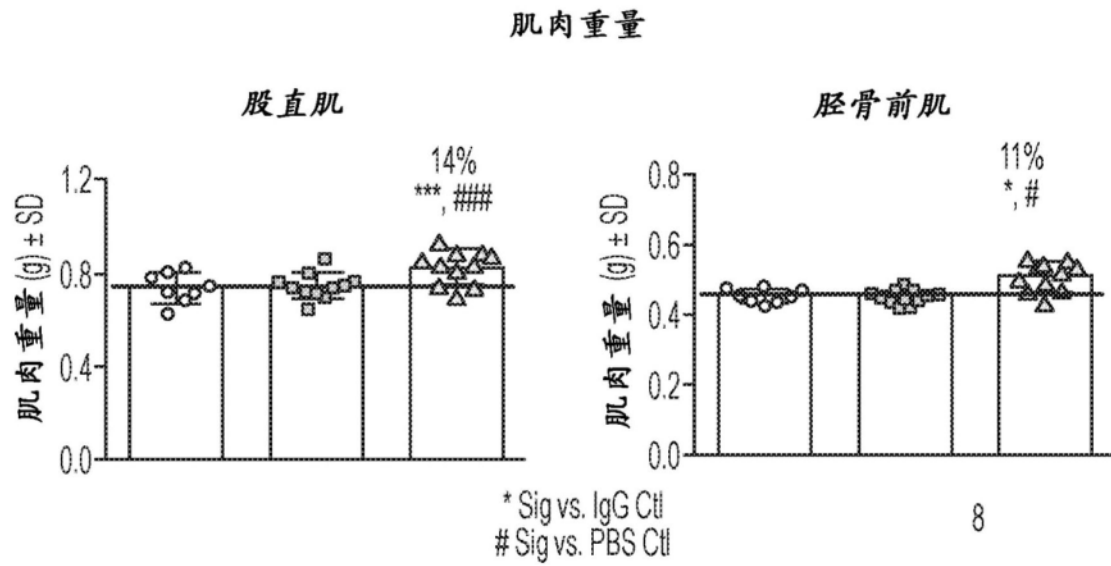 肌肉重量
股直肌
胫骨前肌
14%
***, ###
11%
*, #
肌肉重量 (g) ± SD
1.2
0.8
0.4
0.0
肌肉重量 (g) ± SD
0.8
0.6
0.4
0.2
0.0
* Sig vs. IgG Ctl
# Sig vs. PBS Ctl
8